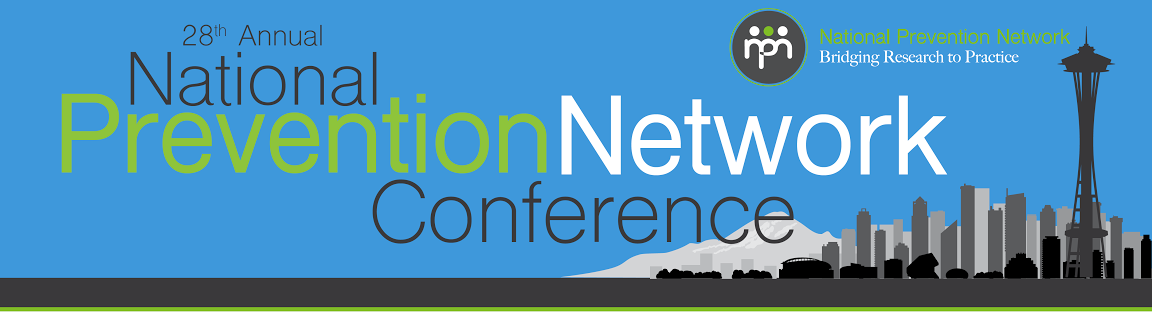 28th Annual
National
PreventionNetwork
Conference
npn
National Prevention Network
Bridging Research to Practice